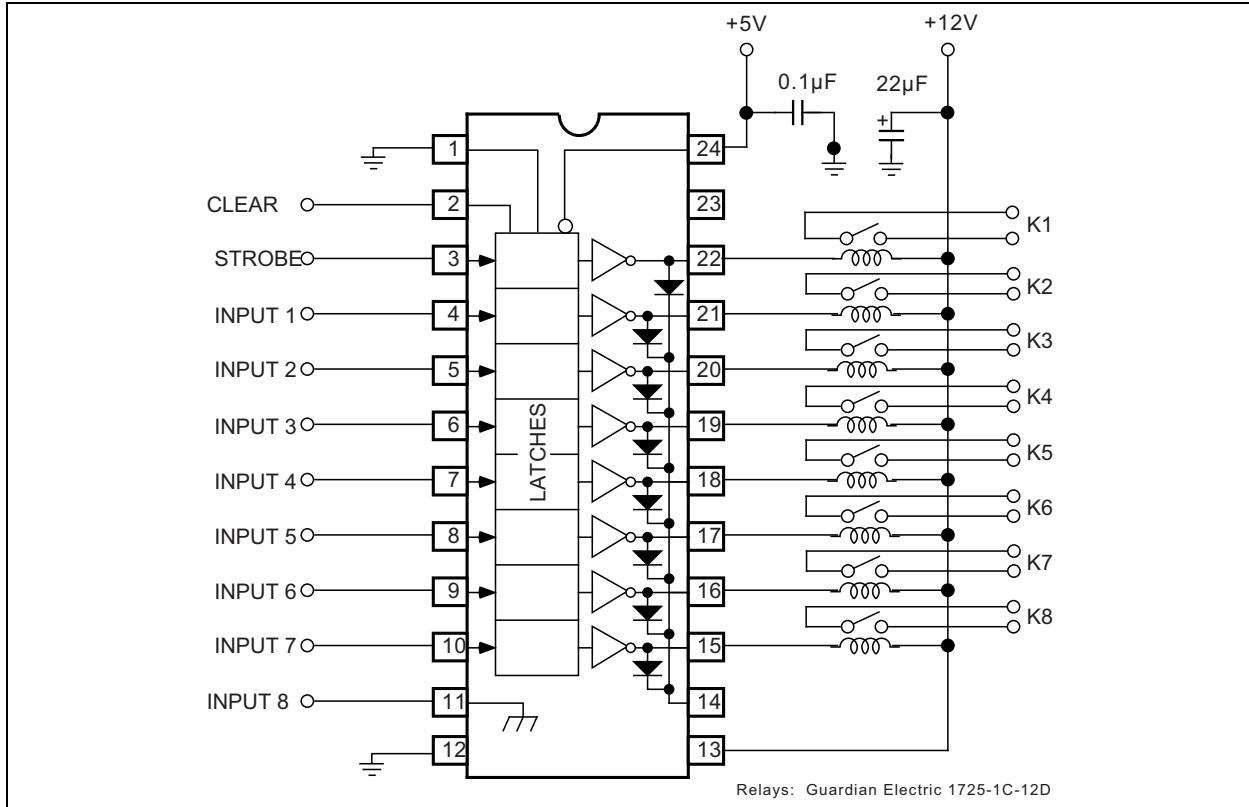 +5V
+12V
0.1µF
22µF
+
1
24
CLEAR
2
23
K1
STROBE
3
22
K2
INPUT 1
4
21
K3
INPUT 2
5
20
K4
INPUT 3
6
19
LATCHES
K5
INPUT 4
7
18
K6
INPUT 5
8
17
K7
INPUT 6
9
16
K8
INPUT 7
10
15
INPUT 8
11
14
12
13
Relays: Guardian Electric 1725-1C-12D